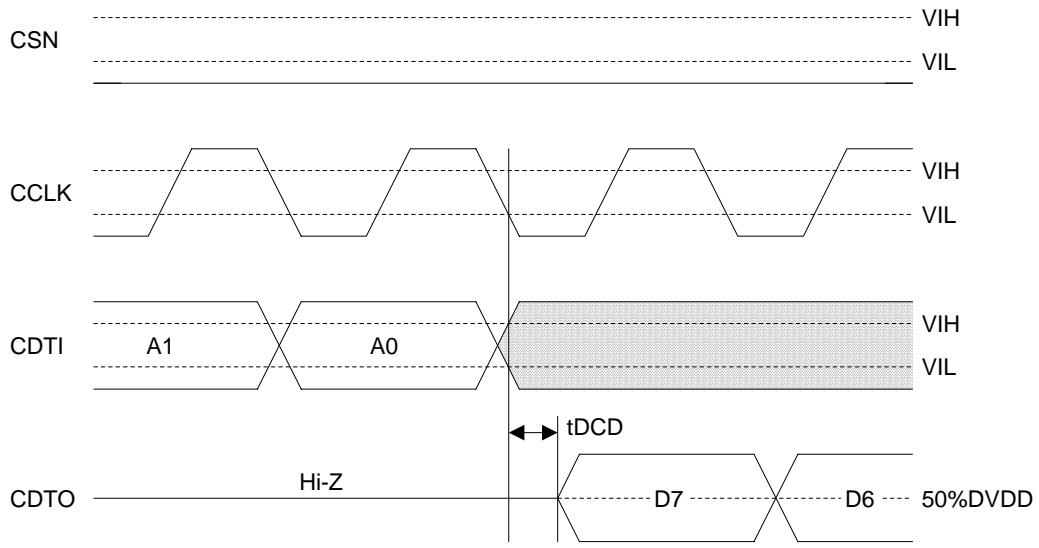 CSN
VIH
VIL
CCLK
VIH
VIL
CDTI
A1
A0
VIH
VIL
tDCD
CDTO
Hi-Z
D7
D6
50%DVDD